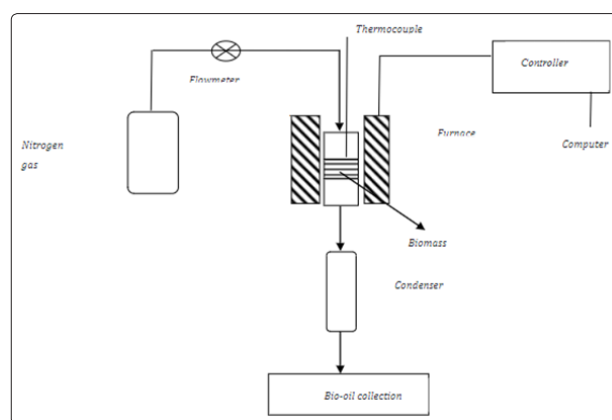 Thermocouple
Controller
Flowmeter
Furnace
Computer
Nitrogen
gas
Biomass
Condenser
Bio-oil collection